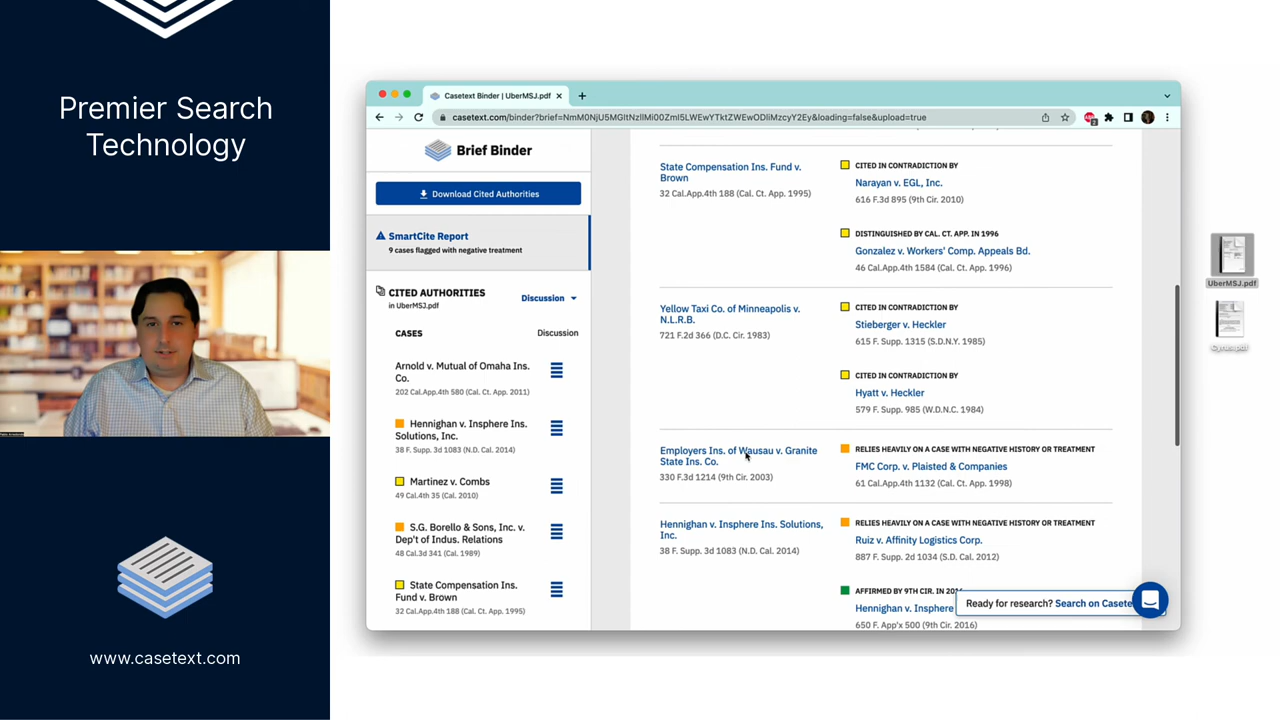 Premier Search
Technology
www.casetext.com
Casetext Binder | UberMSJ.pdf
Brief Binder
Download Cited Authorities
SmartCite Report
9 cases flagged with negative treatment
CITED AUTHORITIES
in UberMSJ.pdf
Discussion
CASES
Discussion
Arnold v. Mutual of Omaha Ins.
Co.
202 Cal.App.4th 580 (Cal. Ct. App. 2011)
Hennighan v. Insphere Ins.
Solutions, Inc.
38 F. Supp. 3d 1083 (N.D. Cal. 2014)
Martinez v. Combs
49 Cal.4th 35 (Cal. 2010)
S.G. Borello & Sons, Inc. v.
Dep't of Indus. Relations
48 Cal.3d 341 (Cal. 1989)
State Compensation Ins.
Fund v. Brown
32 Cal.App.4th 188 (Cal. Ct. App. 1995)
State Compensation Ins. Fund v.
Brown
32 Cal.App.4th 188 (Cal. Ct. App. 1995)
CITED IN CONTRADICTION BY
Narayan v. EGL, Inc.
616 F.3d 895 (9th Cir. 2010)
DISTINGUISHED BY CAL. CT. APP. IN 1996
Gonzalez v. Workers' Comp. Appeals Bd.
46 Cal.App.4th 1584 (Cal. Ct. App. 1996)
Yellow Taxi Co. of Minneapolis v.
N.L.R.B.
721 F.2d 366 (D.C. Cir. 1983)
CITED IN CONTRADICTION BY
Stieberger v. Heckler
615 F. Supp. 1315 (S.D.N.Y. 1985)
CITED IN CONTRADICTION BY
Hyatt v. Heckler
579 F. Supp. 985 (W.D.N.C. 1984)
Employers Ins. of Wausau v. Granite
State Ins. Co.
330 F.3d 1214 (9th Cir. 2003)
RELIES HEAVILY ON A CASE WITH NEGATIVE HISTORY OR TREATMENT
FMC Corp. v. Plaisted & Companies
61 Cal.App.4th 1132 (Cal. Ct. App. 1998)
Hennighan v. Insphere Ins. Solutions,
Inc.
38 F. Supp. 3d 1083 (N.D. Cal. 2014)
RELIES HEAVILY ON A CASE WITH NEGATIVE HISTORY OR TREATMENT
Ruiz v. Affinity Logistics Corp.
887 F. Supp. 2d 1034 (S.D. Cal. 2012)
AFFIRMED BY 9TH CIR. IN
Hennighan v. Insphere
650 F. App'x 500 (9th Cir. 2016)
Ready for research? Search on Casete
UberMSJ.pdf
Cyrus.pdf